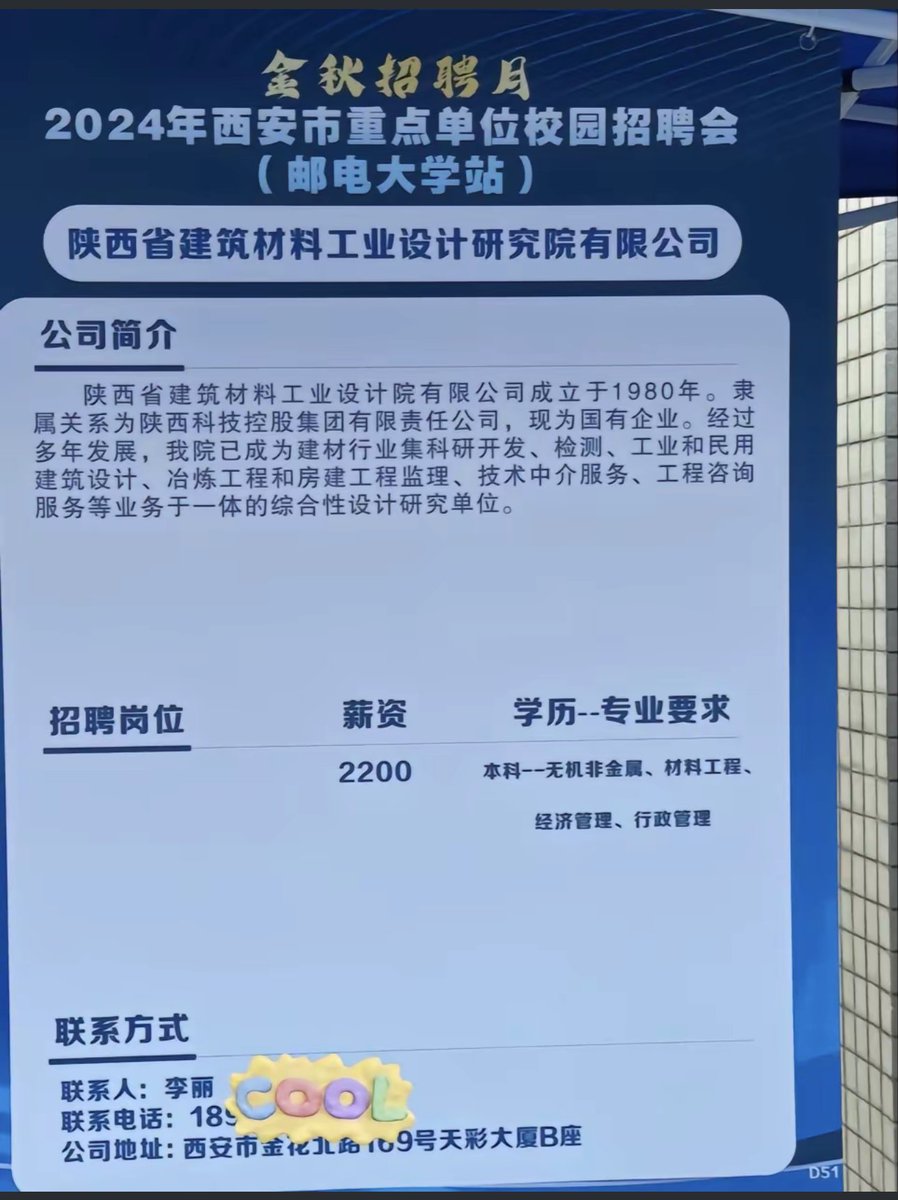 金秋招聘月
2024年西安市重点单位校园招聘会
（邮电大学站）
陕西省建筑材料工业设计研究院有限公司
公司简介
陕西省建筑材料工业设计院有限公司成立于1980年。隶
属关系为陕西科技控股集团有限责任公司，现为国有企业。经过
多年发展，我院已成为建材行业集科研开发、检测、工业和民用
建筑设计、冶炼工程和房建工程监理、技术中介服务、工程咨询
服务等业务于一体的综合性设计研究单位。
招聘岗位 薪资 学历--专业要求
2200 本科--无机非金属、材料工程、
经济管理、行政管理
联系方式
联系人：李丽
联系电话：189
COOL
公司地址：西安市金花北路169号天彩大厦B座
D51